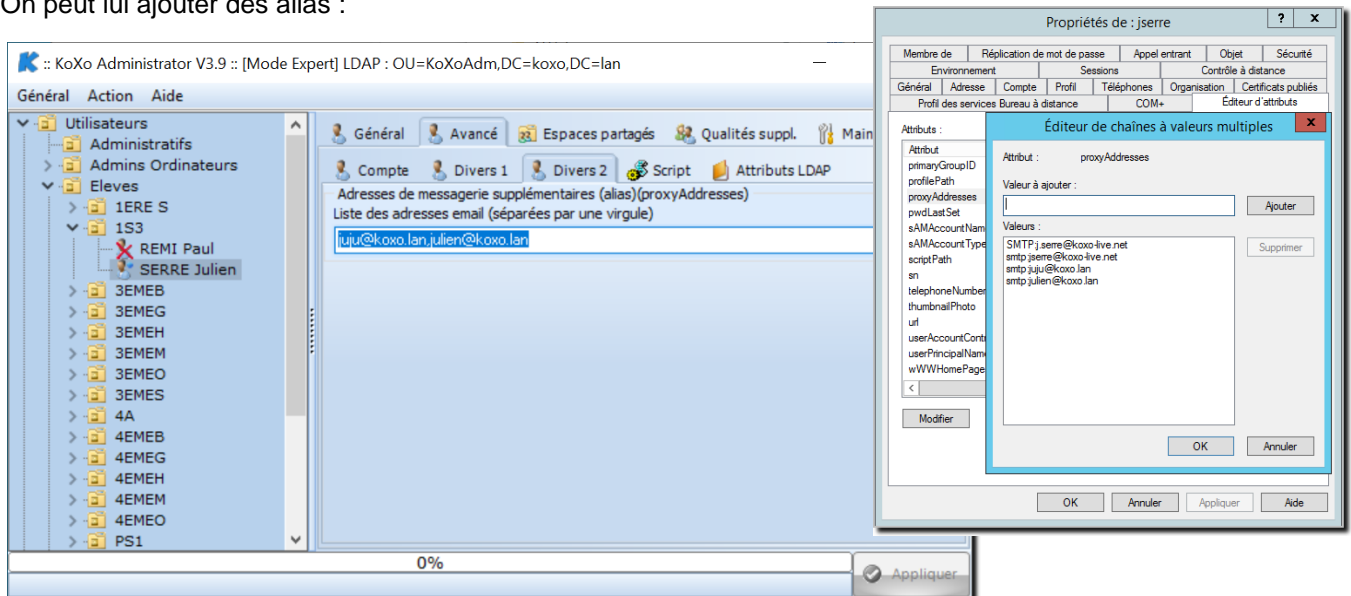 On peut lui ajouter des alias :
:: KoXo Administrator V3.9 :: [Mode Expert] LDAP : OU=KoXoAdm,DC=koxo,DC=lan
Général Action Aide
Utilisateurs
Administratifs
Admins Ordinateurs
Eleves
1ERE S
1S3
REMI Paul
SERRE Julien
3EMEB
3EMEG
3EMEH
3EMEM
3EMEO
3EMES
4A
4EMEB
4EMEG
4EMEH
4EMEM
4EMEO
PS1
Général Avancé Espaces partagés Qualités suppl. Main
Compte Divers 1 Divers 2 Script Attributs LDAP
Adresses de messagerie supplémentaires (alias)(proxyAddresses)
Liste des adresses email (séparées par une virgule)
juju@koxo.lan,julien@koxo.lan
0%
Appliquer
Propriétés de : jserre ? X
Membre de Réplication de mot de passe Appel entrant Objet Sécurité
Environnement Sessions Contrôle à distance
Général Adresse Compte Profil Téléphones Organisation Certificats publiés
Profil des services Bureau à distance COM+ Éditeur d'attributs
Attributs :
Attribut
primaryGroupID
profilePath
proxyAddresses
pwdLastSet
sAMAccountNam
sAMAccountType
scriptPath
sn
telephoneNumber
thumbnailPhoto
url
userAccountContr
userPrincipalName
wWWHomePage
Modifier
OK Annuler Appliquer Aide
Éditeur de chaînes à valeurs multiples x
Attribut : proxyAddresses
Valeur à ajouter :
Ajouter
Valeurs :
SMTP:j.serre@koxo-live.net
smtp:jserre@koxo-live.net
smtp:juju@koxo.lan
smtp:julien@koxo.lan
Supprimer
OK Annuler